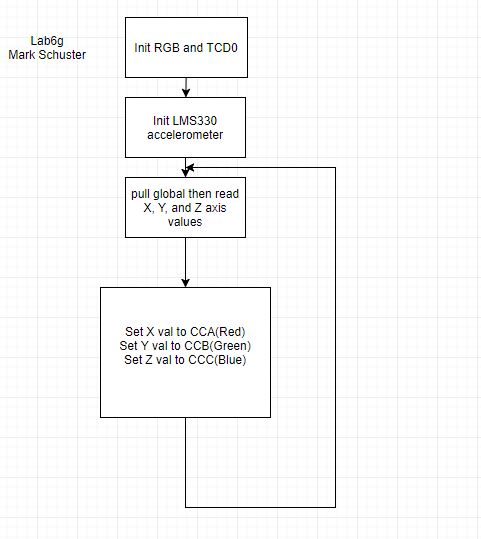 Lab6g
Mark Schuster
Init RGB and TCD0
Init LMS330
accelerometer
pull global then read
X, Y, and Z axis
values
Set X val to CCA(Red)
Set Y val to CCB(Green)
Set Z val to CCC(Blue)